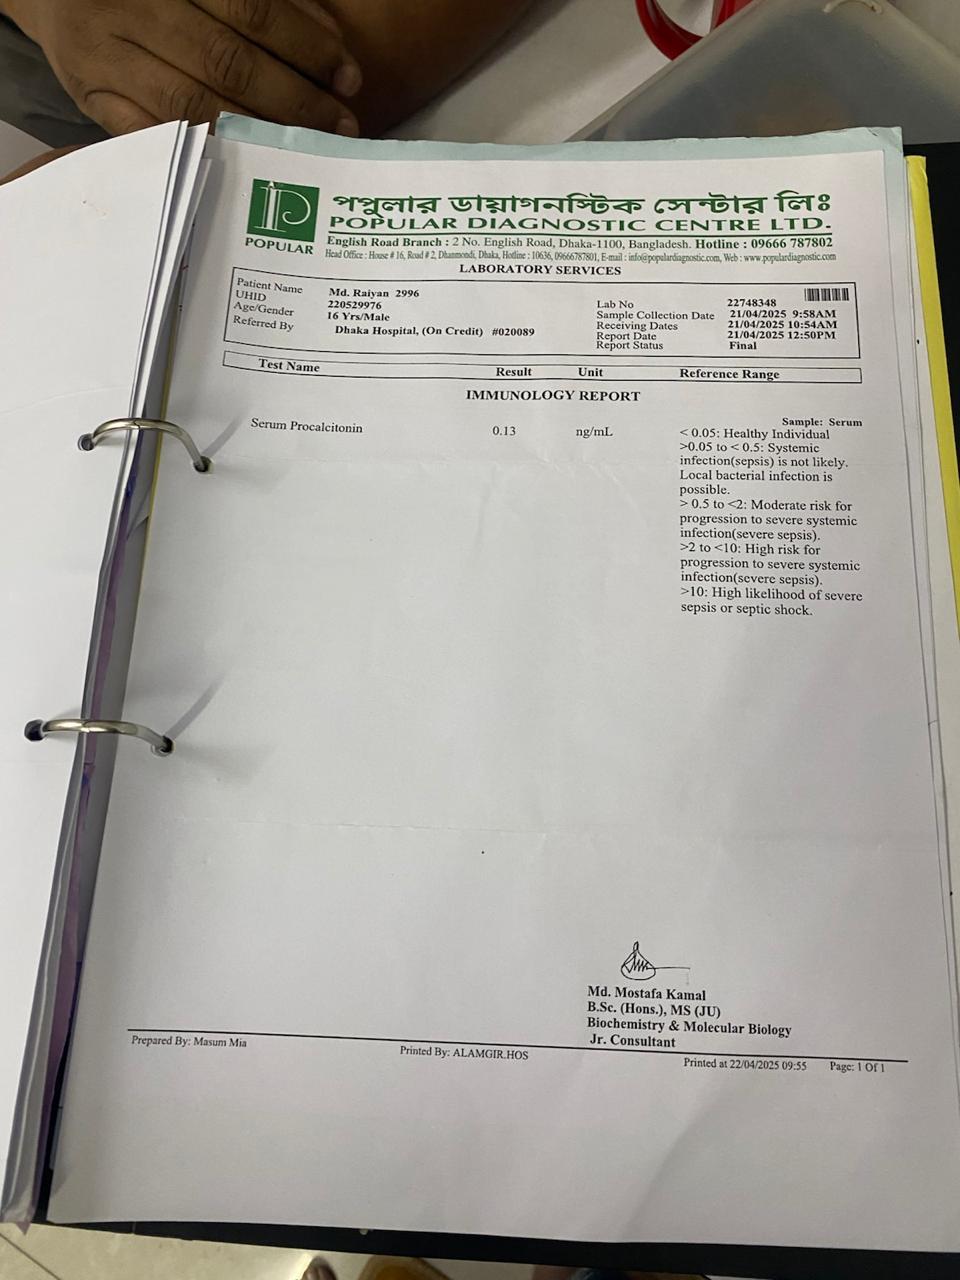 পপুলার ডায়াগনস্টিক সেন্টার লিঃ
POPULAR DIAGNOSTIC CENTRE LTD.
POPULAR
English Road Branch : 2 No. English Road, Dhaka-1100, Bangladesh. Hotline : 09666 787802
Head Office : House # 16, Road # 2, Dhanmondi, Dhaka, Hotline : 10636, 09666787801, E-mail : info@populardiagnostic.com, Web : www.populardiagnostic.com
LABORATORY SERVICES
Patient Name Md. Raiyan 2996
UHID 220529976
Age/Gender 16 Yrs/Male
Referred By Dhaka Hospital, (On Credit) #020089
Lab No 22748348
Sample Collection Date 21/04/2025 9:58AM
Receiving Dates 21/04/2025 10:54AM
Report Date 21/04/2025 12:50PM
Report Status Final
Test Name Result Unit Reference Range
IMMUNOLOGY REPORT
Sample: Serum
Serum Procalcitonin 0.13 ng/mL < 0.05: Healthy Individual
>0.05 to < 0.5: Systemic
infection(sepsis) is not likely.
Local bacterial infection is
possible.
> 0.5 to <2: Moderate risk for
progression to severe systemic
infection(severe sepsis).
>2 to <10: High risk for
progression to severe systemic
infection(severe sepsis).
>10: High likelihood of severe
sepsis or septic shock.
Md. Mostafa Kamal
B.Sc. (Hons.), MS (JU)
Biochemistry & Molecular Biology
Jr. Consultant
Prepared By: Masum Mia Printed By: ALAMGIR.HOS Printed at 22/04/2025 09:55 Page: 1 Of 1